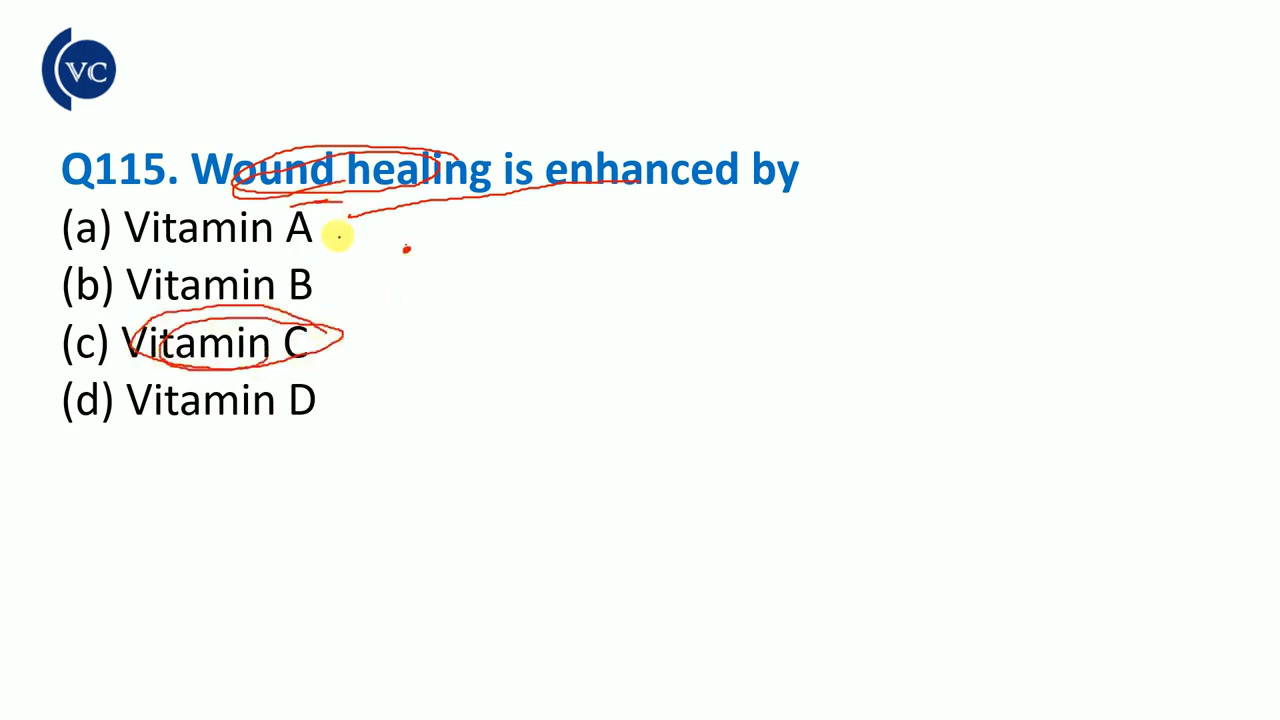 VC
Q115. Wound healing is enhanced by
(a) Vitamin A
(b) Vitamin B
(c) Vitamin C
(d) Vitamin D